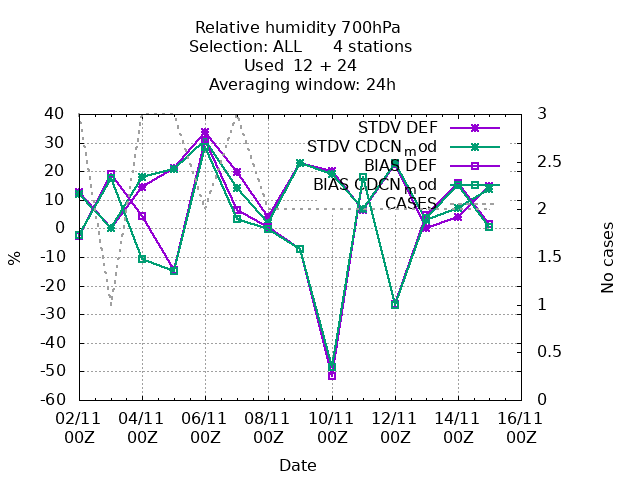 Relative humidity 700hPa
Selection: ALL 4 stations
Used 12 + 24
Averaging window: 24h
40
30
20
10
0
-10
-20
-30
-40
-50
-60
%
3
2.5
2
1.5
1
0.5
0
No cases
STDV DEF
STDV CDCNmod
BIAS DEF
BIAS CDCNmod
CASES
02/11 04/11 06/11 08/11 10/11 12/11 14/11 16/11
00Z 00Z 00Z 00Z 00Z 00Z 00Z 00Z
Date